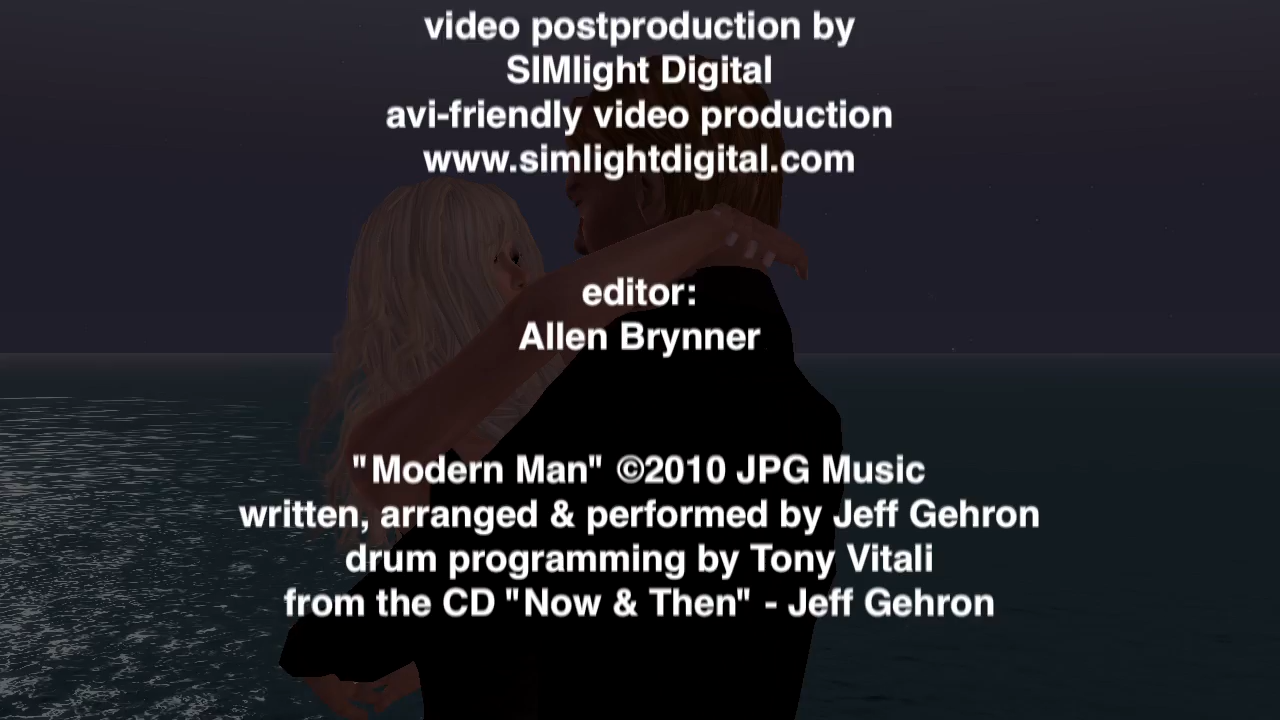 video postproduction by
SIMlight Digital
avi-friendly video production
www.simlightdigital.com
editor:
Allen Brynner
"Modern Man" ©2010 JPG Music
written, arranged & performed by Jeff Gehron
drum programming by Tony Vitali
from the CD "Now & Then" - Jeff Gehron